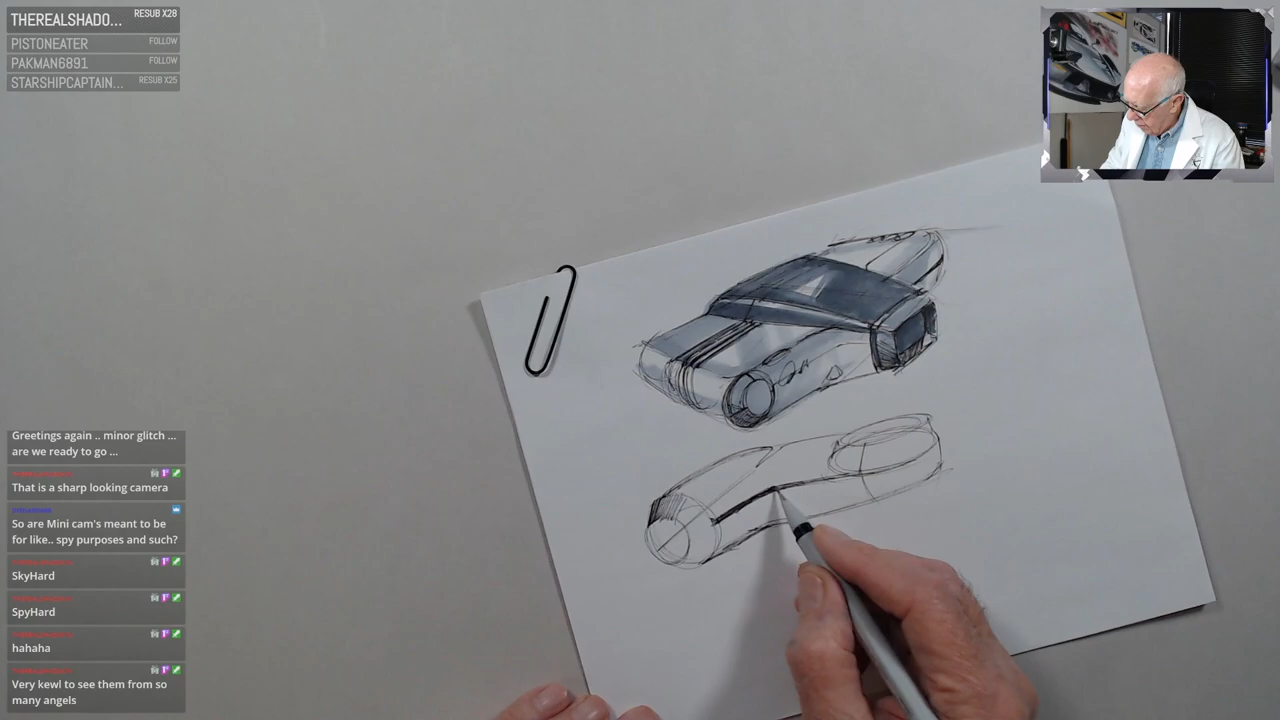 THEREALSHADO... RESUB X28
PISTONEATER FOLLOW
PAKMAN6891 FOLLOW
STARSHIPCAPTAIN... RESUB X25
Greetings again .. minor glitch ...
are we ready to go ...
That is a sharp looking camera
So are Mini cam's meant to be
for like.. spy purposes and such?
SkyHard
SpyHard
hahaha
Very kewl to see them from so
many angels